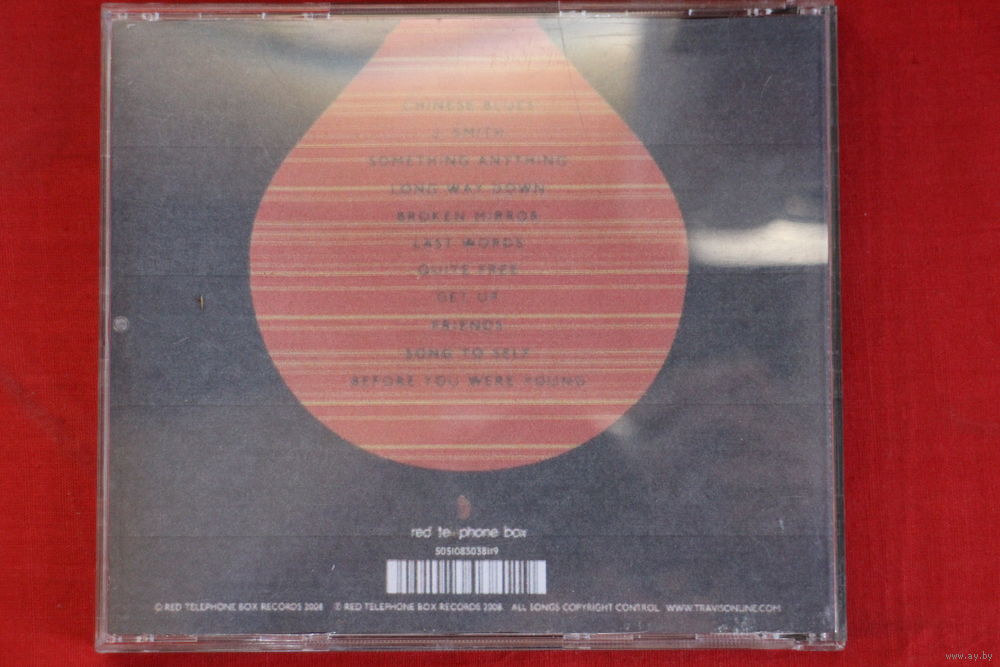 CHINESE BLUES
J. SMITH
SOMETHING ANYTHING
LONG WAY DOWN
BROKEN MIRROR
LAST WORDS
QUITE FREE
GET UP
FRIENDS
SONG TO SELF
BEFORE YOU WERE YOUNG
red te phone box
5051083038119
© RED TELEPHONE BOX RECORDS 2008 ℗ RED TELEPHONE BOX RECORDS 2008. ALL SONGS COPYRIGHT CONTROL WWW.TRAVISONLINE.COM
www.ay.by